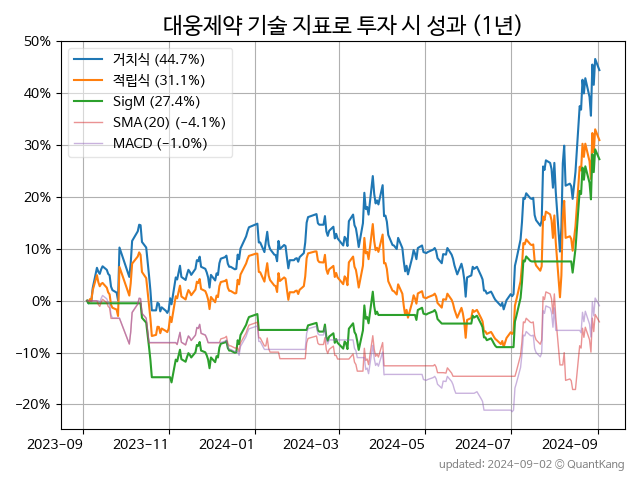 대웅제약 기술 지표로 투자 시 성과 (1년)
거치식 (44.7%)
적립식 (31.1%)
SigM (27.4%)
SMA(20) (−4.1%)
MACD (−1.0%)
50%
40%
30%
20%
10%
0%
−10%
−20%
2023-09 2023-11 2024-01 2024-03 2024-05 2024-07 2024-09
updated: 2024-09-02 © QuantKang